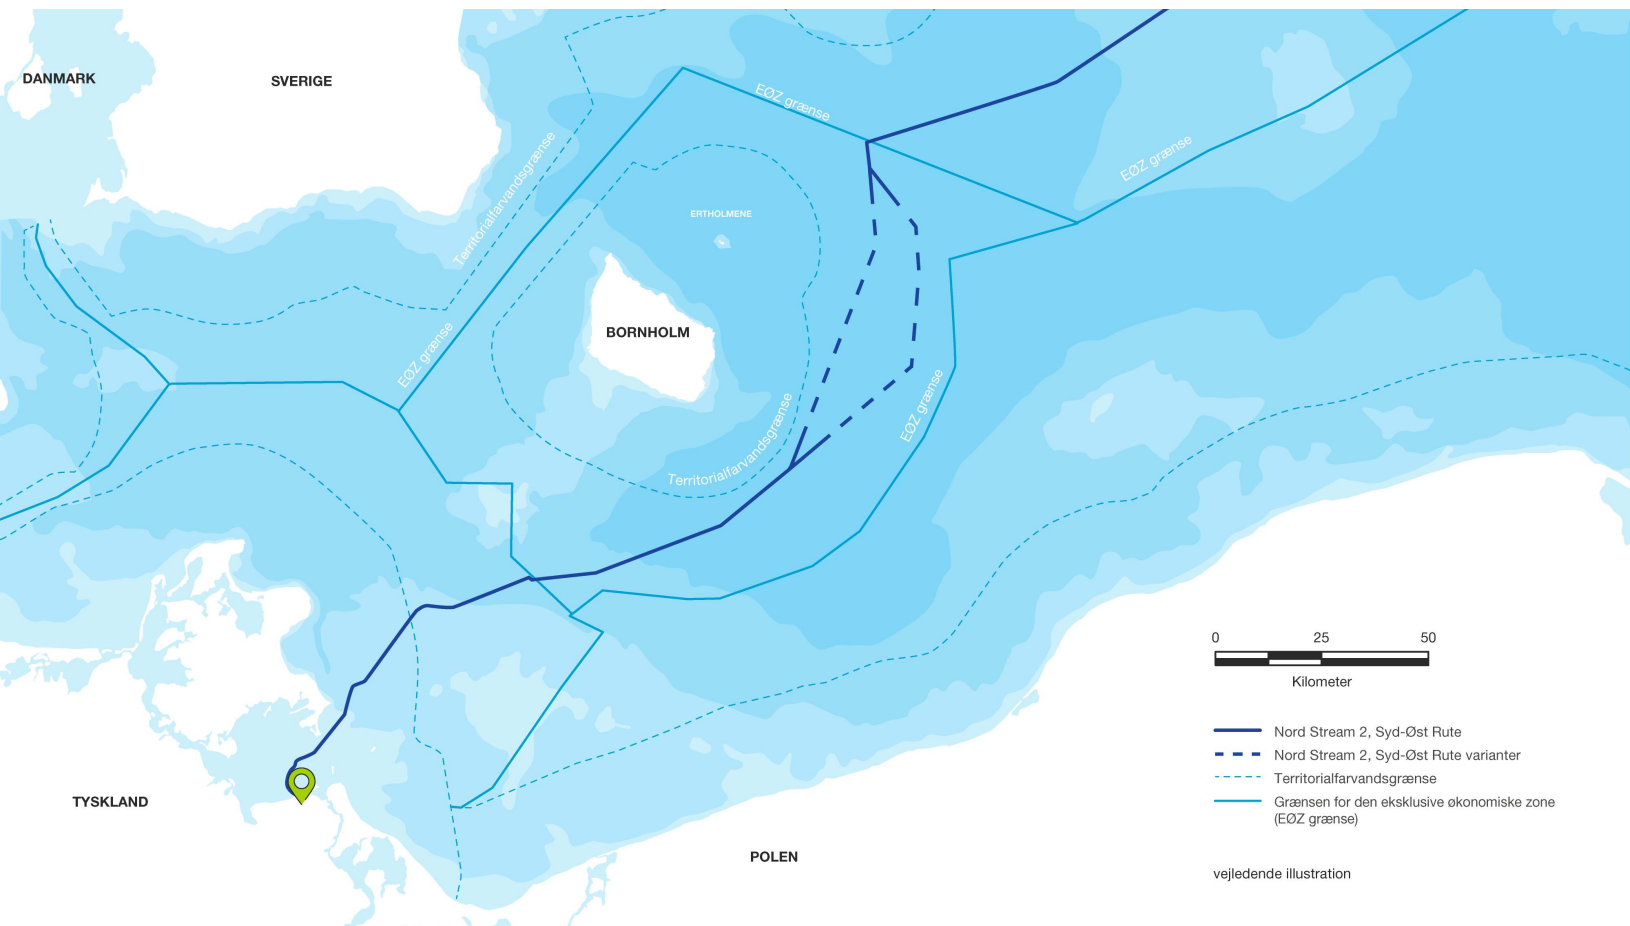 DANMARK
SVERIGE
EØZ grænse
EØZ grænse
Territorialfarvandsgrænse
ERTHOLMENE
BORNHOLM
EØZ grænse
EØZ grænse
Territorialfarvandsgrænse
0 25 50
Kilometer
Nord Stream 2, Syd-Øst Rute
Nord Stream 2, Syd-Øst Rute varianter
Territorialfarvandsgrænse
Grænsen for den eksklusive økonomiske zone
(EØZ grænse)
TYSKLAND
POLEN
vejledende illustration